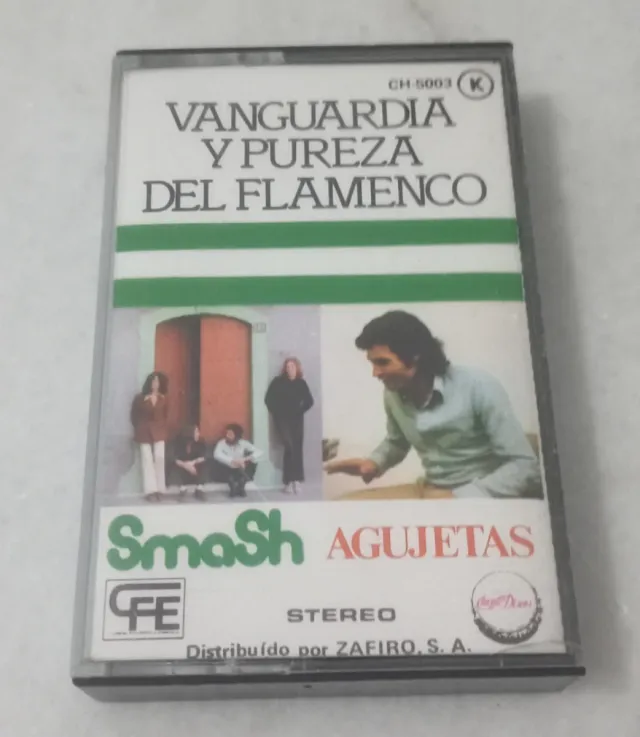 CH-5003 K
VANGUARDIA
Y PUREZA
DEL FLAMENCO
SmaSh AGUJETAS
CFE
STEREO
Distribuído por ZAFIRO, S. A.